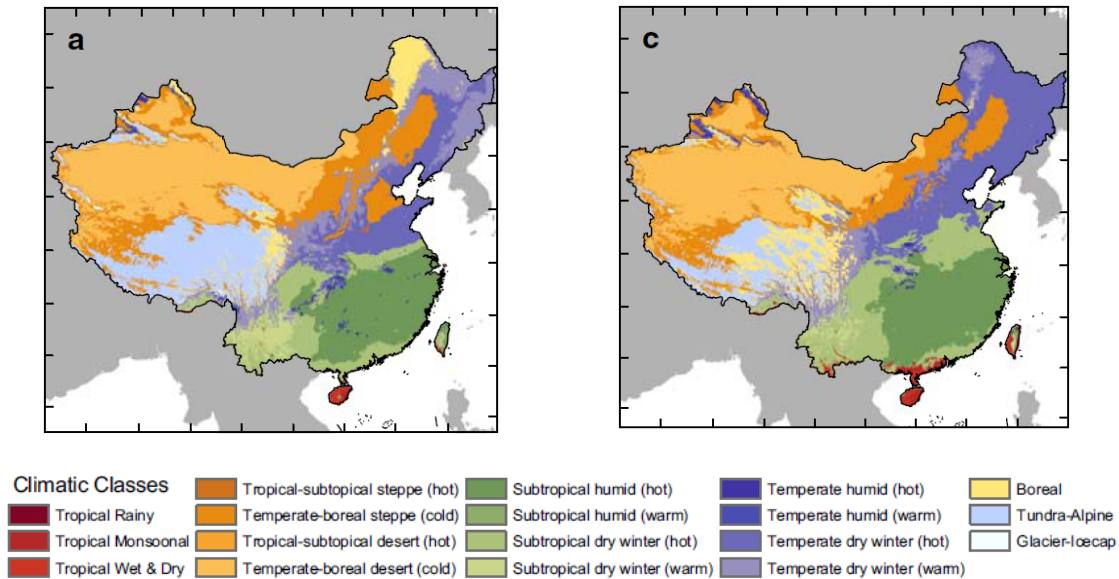 a
c
Climatic Classes
Tropical Rainy
Tropical Monsoonal
Tropical Wet & Dry
Tropical-subtopical steppe (hot)
Temperate-boreal steppe (cold)
Tropical-subtopical desert (hot)
Temperate-boreal desert (cold)
Subtropical humid (hot)
Subtropical humid (warm)
Subtropical dry winter (hot)
Subtropical dry winter (warm)
Temperate humid (hot)
Temperate humid (warm)
Temperate dry winter (hot)
Temperate dry winter (warm)
Boreal
Tundra-Alpine
Glacier-Iœcap